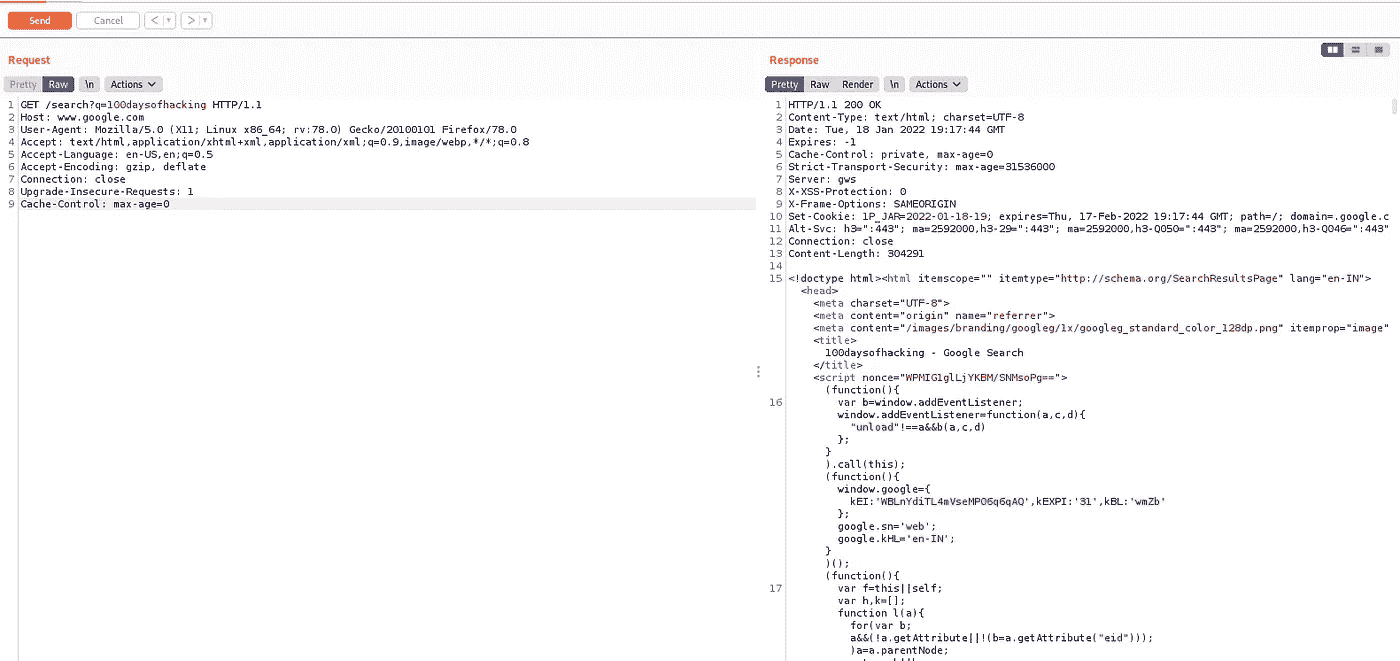 Send Cancel < >
Request
Pretty Raw \n Actions
1 GET /search?q=100daysofhacking HTTP/1.1
2 Host: www.google.com
3 User-Agent: Mozilla/5.0 (X11; Linux x86_64; rv:78.0) Gecko/20100101 Firefox/78.0
4 Accept: text/html,application/xhtml+xml,application/xml;q=0.9,image/webp,*/*;q=0.8
5 Accept-Language: en-US,en;q=0.5
6 Accept-Encoding: gzip, deflate
7 Connection: close
8 Upgrade-Insecure-Requests: 1
9 Cache-Control: max-age=0
Response
Pretty Raw Render \n Actions
1 HTTP/1.1 200 OK
2 Content-Type: text/html; charset=UTF-8
3 Date: Tue, 18 Jan 2022 19:17:44 GMT
4 Expires: -1
5 Cache-Control: private, max-age=0
6 Strict-Transport-Security: max-age=31536000
7 Server: gws
8 X-XSS-Protection: 0
9 X-Frame-Options: SAMEORIGIN
10 Set-Cookie: 1P_JAR=2022-01-18-19; expires=Thu, 17-Feb-2022 19:17:44 GMT; path=/; domain=.google.c
11 Alt-Svc: h3=":443"; ma=2592000,h3-29=":443"; ma=2592000,h3-Q050=":443"; ma=2592000,h3-Q046=":443"
12 Connection: close
13 Content-Length: 304291
14
15 <!doctype html><html itemscope="" itemtype="http://schema.org/SearchResultsPage" lang="en-IN">
<head>
<meta charset="UTF-8">
<meta content="origin" name="referrer">
<meta content="/images/branding/googleg/1x/googleg_standard_color_128dp.png" itemprop="image"
<title>
100daysofhacking - Google Search
</title>
<script nonce="WPMIG1glLjYKBM/SNMsoPg==">
(function(){
16 var b=window.addEventListener;
window.addEventListener=function(a,c,d){
"unload"!==a&&b(a,c,d)
};
}
).call(this);
(function(){
window.google={
kEI:'WBLnYdiTL4mVseMP06q6qAQ',kEXPI:'31',kBL:'wmZb'
};
google.sn='web';
google.kHL='en-IN';
}
)();
(function(){
17 var f=this||self;
var h,k=[];
function l(a){
for(var b;
a&&(!a.getAttribute||!(b=a.getAttribute("eid")));
)a=a.parentNode;